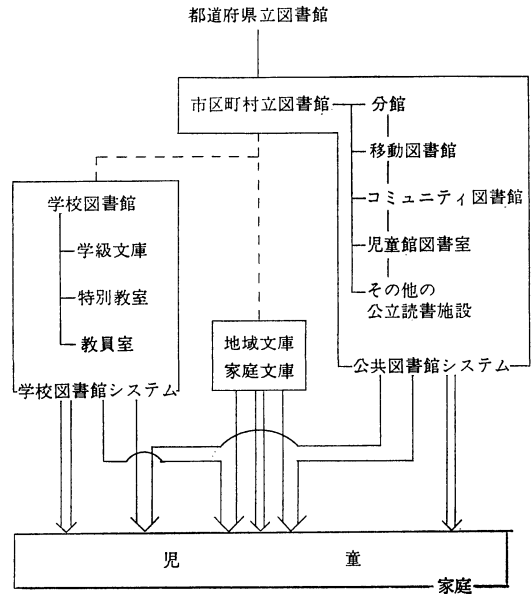 都道府県立図書館
市区町村立図書館
分館
移動図書館
コミュニティ図書館
児童館図書室
その他の
公立読書施設
公共図書館システム
学校図書館
学級文庫
特別教室
教員室
学校図書館システム
地域文庫
家庭文庫
児童
家庭